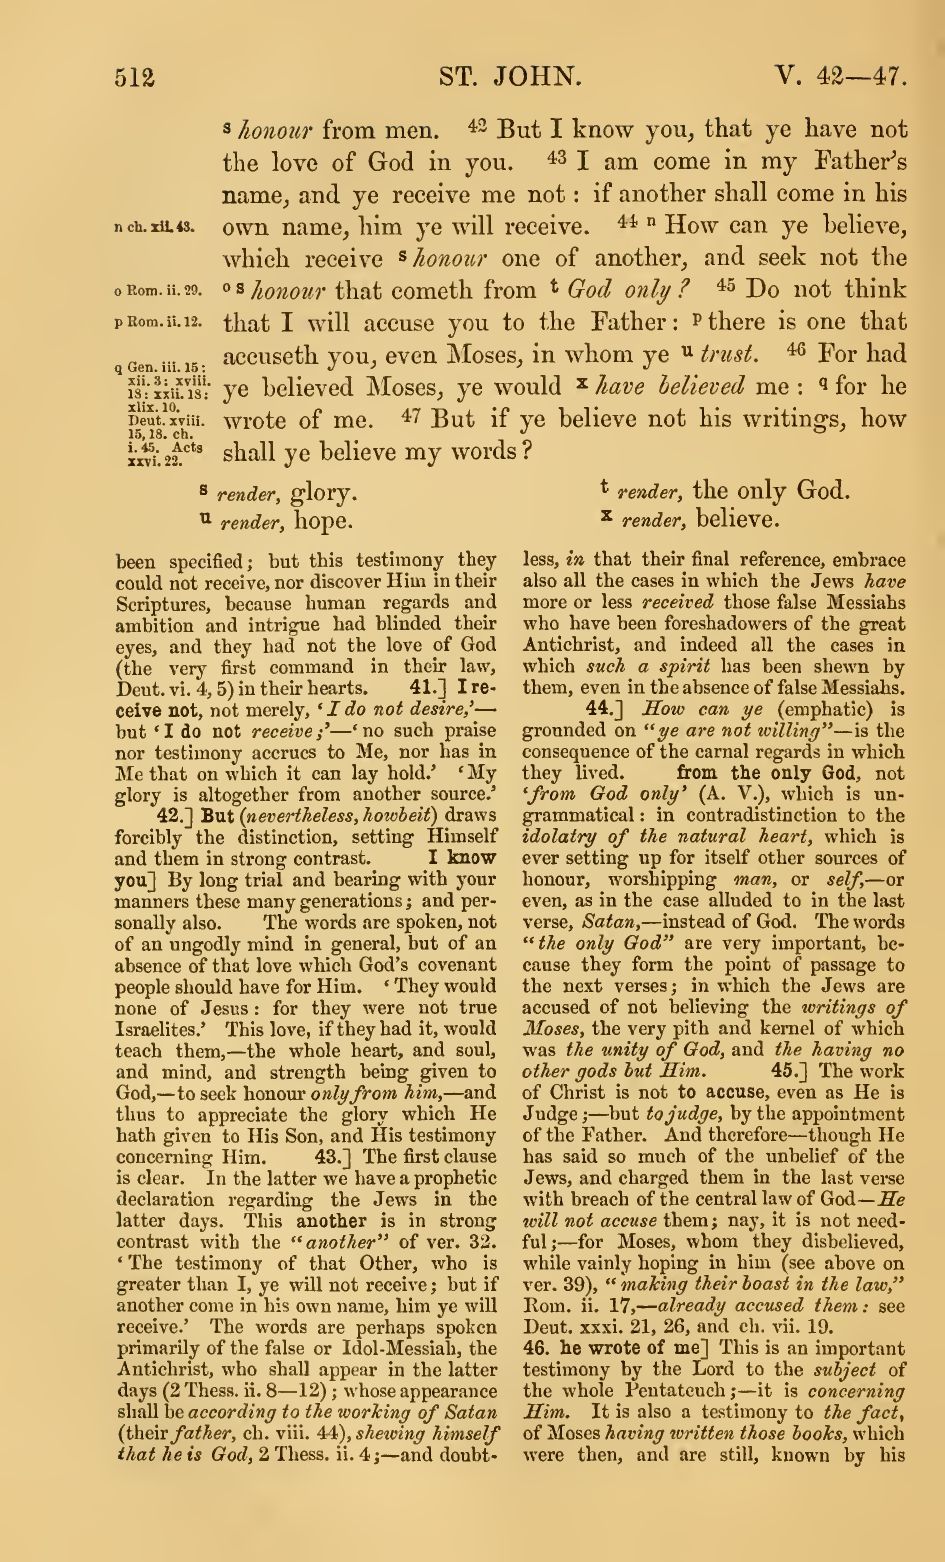 512 ST. JOHN. V. 42—47.
s honour from men. 42 But I know you, that ye have not
the love of God in you. 43 I am come in my Father's
name, and ye receive me not : if another shall come in his
n ch. xii. 43. own name, him ye will receive. 44 n How can ye believe,
which receive s honour one of another, and seek not the
o Rom. ii. 29. o s honour that cometh from t God only ? 45 Do not think
p Rom. ii. 12. that I will accuse you to the Father : p there is one that
accuseth you, even Moses, in whom ye u trust. 46 For had
ye believed Moses, ye would x have believed me : q for he
wrote of me. 47 But if ye believe not his writings, how
shall ye believe my words ?
q Gen. iii. 15 :
xii. 3 : xviii.
18 : xxii. 18 :
xlix. 10.
Deut. xviii.
15, 18. ch.
i. 45. Acts
xxvi. 22.
s render, glory. t render, the only God.
u render, hope. x render, believe.
been specified; but this testimony they
could not receive, nor discover Him in their
Scriptures, because human regards and
ambition and intrigue had blinded their
eyes, and they had not the love of God
(the very first command in their law,
Deut. vi. 4, 5) in their hearts. 41.] I re-
ceive not, not merely, ‘I do not desire,’—
but ‘I do not receive;’—‘no such praise
nor testimony accrues to Me, nor has in
Me that on which it can lay hold.’ ‘My
glory is altogether from another source.’
42.] But (nevertheless, howbeit) draws
forcibly the distinction, setting Himself
and them in strong contrast. I know
you] By long trial and bearing with your
manners these many generations; and per-
sonally also. The words are spoken, not
of an ungodly mind in general, but of an
absence of that love which God's covenant
people should have for Him. ‘They would
none of Jesus: for they were not true
Israelites.’ This love, if they had it, would
teach them,—the whole heart, and soul,
and mind, and strength being given to
God,—to seek honour only from him,—and
thus to appreciate the glory which He
hath given to His Son, and His testimony
concerning Him. 43.] The first clause
is clear. In the latter we have a prophetic
declaration regarding the Jews in the
latter days. This another is in strong
contrast with the “another” of ver. 32.
‘The testimony of that Other, who is
greater than I, ye will not receive; but if
another come in his own name, him ye will
receive.’ The words are perhaps spoken
primarily of the false or Idol-Messiah, the
Antichrist, who shall appear in the latter
days (2 Thess. ii. 8—12); whose appearance
shall be according to the working of Satan
(their father, ch. viii. 44), shewing himself
that he is God, 2 Thess. ii. 4;—and doubt-
less, in that their final reference, embrace
also all the cases in which the Jews have
more or less received those false Messiahs
who have been foreshadowers of the great
Antichrist, and indeed all the cases in
which such a spirit has been shewn by
them, even in the absence of false Messiahs.
44.] How can ye (emphatic) is
grounded on “ye are not willing”—is the
consequence of the carnal regards in which
they lived. from the only God, not
‘from God only’ (A. V.), which is un-
grammatical: in contradistinction to the
idolatry of the natural heart, which is
ever setting up for itself other sources of
honour, worshipping man, or self,—or
even, as in the case alluded to in the last
verse, Satan,—instead of God. The words
“the only God” are very important, be-
cause they form the point of passage to
the next verses; in which the Jews are
accused of not believing the writings of
Moses, the very pith and kernel of which
was the unity of God, and the having no
other gods but Him. 45.] The work
of Christ is not to accuse, even as He is
Judge;—but to judge, by the appointment
of the Father. And therefore—though He
has said so much of the unbelief of the
Jews, and charged them in the last verse
with breach of the central law of God—He
will not accuse them; nay, it is not need-
ful;—for Moses, whom they disbelieved,
while vainly hoping in him (see above on
ver. 39), “making their boast in the law,”
Rom. ii. 17,—already accused them: see
Deut. xxxi. 21, 26, and ch. vii. 19.
46. he wrote of me] This is an important
testimony by the Lord to the subject of
the whole Pentateuch;—it is concerning
Him. It is also a testimony to the fact,
of Moses having written those books, which
were then, and are still, known by his